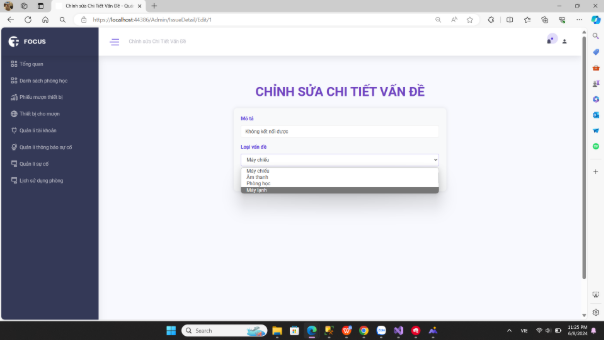 Chỉnh sửa Chi Tiết Vấn Đề - Quả
https://localhost:44396/Admin/IssueDetail/Edit/1
FOCUS
Chỉnh sửa Chi Tiết Vấn Đề
Tổng quan
Danh sách phòng học
Phiếu mượn thiết bị
Thiết bị cho mượn
Quản lí tài khoản
Quản lí thông báo sự cố
Quản lí sự cố
Lịch sử dụng phòng
CHỈNH SỬA CHI TIẾT VẤN ĐỀ
Mô tả
Không kết nối được
Loại vấn đề
Máy chiếu
Máy chiếu
Âm thanh
Phòng học
Máy lạnh
Search
VIE
11:25 PM
6/9/2024